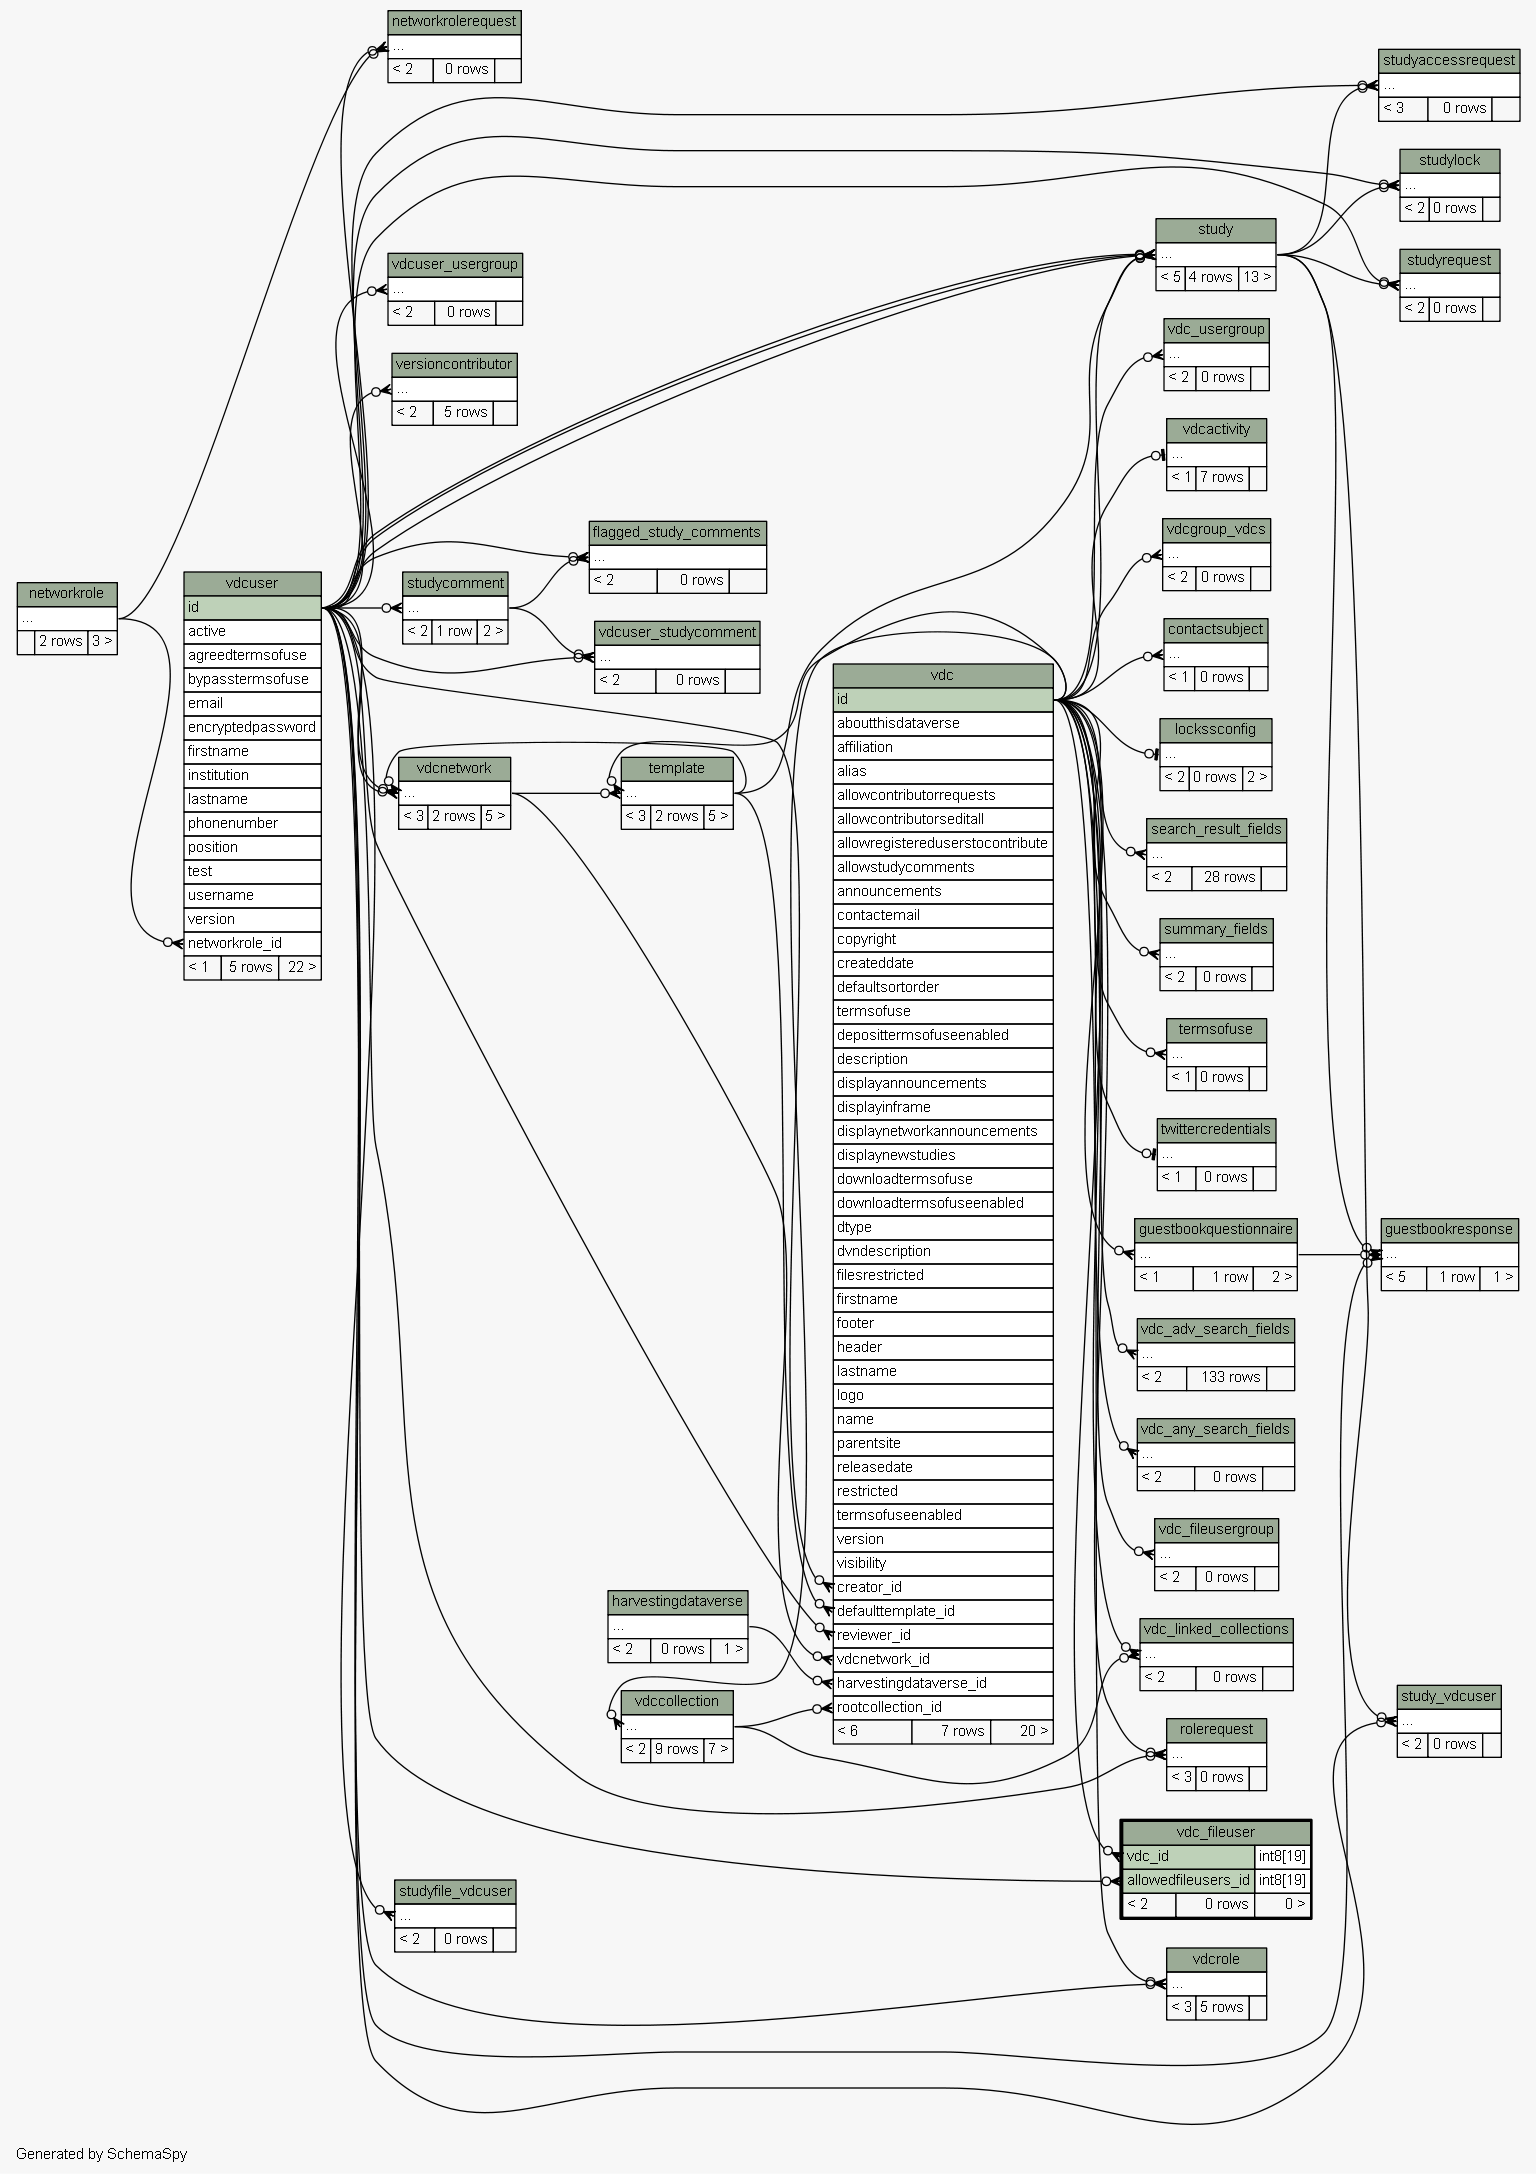 networkrolerequest
...
< 2 0 rows
studyaccessrequest
...
< 3 0 rows
studylock
...
< 2 0 rows
study
...
< 5 4 rows 13 >
vdcuser_usergroup
...
< 2 0 rows
studyrequest
...
< 2 0 rows
vdc_usergroup
...
< 2 0 rows
versioncontributor
...
< 2 5 rows
vdcactivity
...
< 1 7 rows
vdcgroup_vdcs
...
< 2 0 rows
flagged_study_comments
...
< 2 0 rows
networkrole
...
2 rows 3 >
vdcuser
id
active
agreedtermsofuse
bypasstermsofuse
email
encryptedpassword
firstname
institution
lastname
phonenumber
position
test
username
version
networkrole_id
< 1 5 rows 22 >
studycomment
...
< 2 1 row 2 >
vdcuser_studycomment
...
< 2 0 rows
contactsubject
...
< 1 0 rows
vdcnetwork
...
< 3 2 rows 5 >
template
...
< 3 2 rows 5 >
vdc
id
aboutthisdataverse
affiliation
alias
allowcontributorrequests
allowcontributorseditall
allowregistereduserstocontribute
allowstudycomments
announcements
contactemail
copyright
createddate
defaultsortorder
termsofuse
deposittermsofuseenabled
description
displayannouncements
displayinframe
displaynetworkannouncements
displaynewstudies
downloadtermsofuse
downloadtermsofuseenabled
dtype
dvndescription
filesrestricted
firstname
footer
header
lastname
logo
name
parentsite
releasedate
restricted
termsofuseenabled
version
visibility
creator_id
defaulttemplate_id
reviewer_id
vdcnetwork_id
harvestingdataverse_id
rootcollection_id
< 6 7 rows 20 >
lockssconfig
...
< 2 0 rows 2 >
search_result_fields
...
< 2 28 rows
summary_fields
...
< 2 0 rows
termsofuse
...
< 1 0 rows
twittercredentials
...
< 1 0 rows
guestbookquestionnaire
...
< 1 1 row 2 >
guestbookresponse
...
< 5 1 row 1 >
vdc_adv_search_fields
...
< 2 133 rows
vdc_any_search_fields
...
< 2 0 rows
vdc_fileusergroup
...
< 2 0 rows
harvestingdataverse
...
< 2 0 rows 1 >
vdc_linked_collections
...
< 2 0 rows
vdccollection
...
< 2 9 rows 7 >
study_vdcuser
...
< 2 0 rows
rolerequest
...
< 3 0 rows
vdc_fileuser
vdc_id int8[19]
allowedfileusers_id int8[19]
< 2 0 rows 0 >
studyfile_vdcuser
...
< 2 0 rows
vdcrole
...
< 3 5 rows
Generated by SchemaSpy